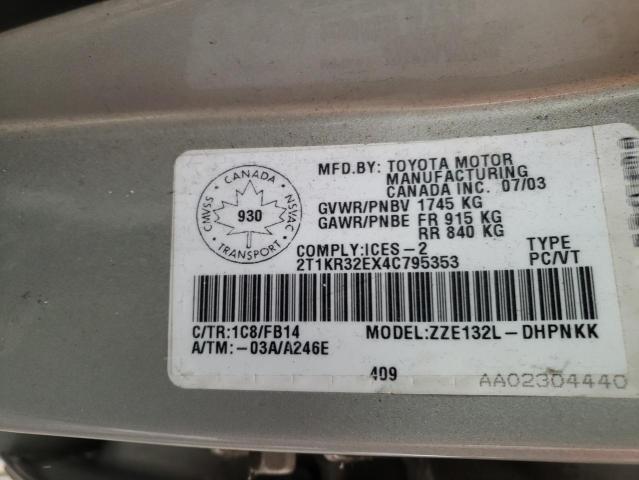 MFD.BY: TOYOTA MOTOR
MANUFACTURING
CANADA INC. 07/03
CANADA
CMVSS
930
NSVAC
TRANSPORT
GVWR/PNBV 1745 KG
GAWR/PNBE FR 915 KG
RR 840 KG
COMPLY:ICES-2
TYPE
2T1KR32EX4C795353
PC/VT
C/TR:1C8/FB14
MODEL:ZZE132L-DHPNKK
A/TM:-03A/A246E
409
AA02304440